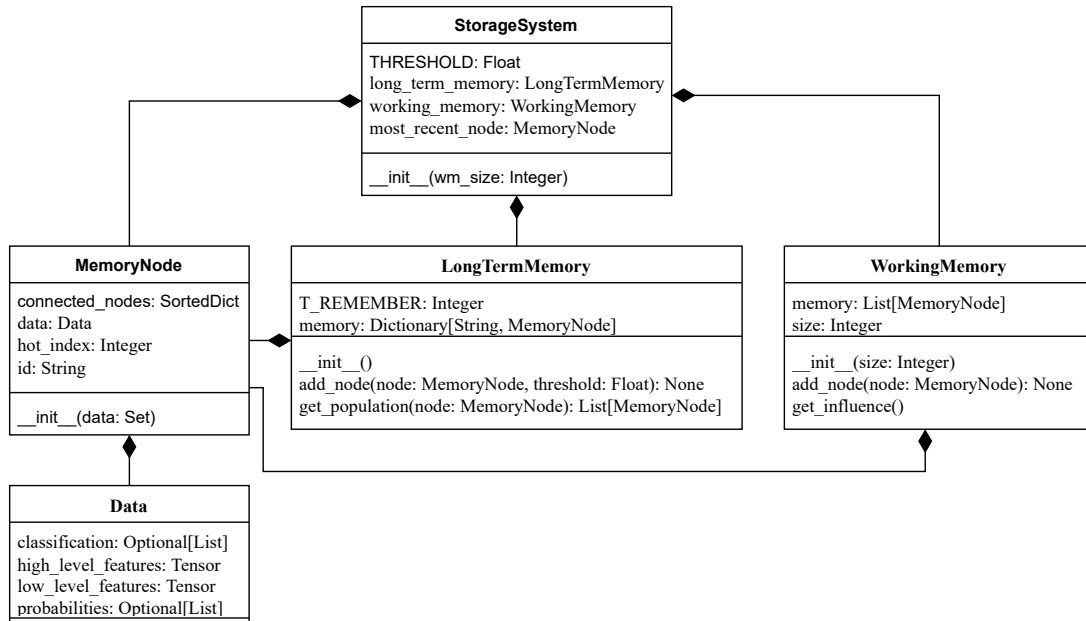 StorageSystem
THRESHOLD: Float
long_term_memory: LongTermMemory
working_memory: WorkingMemory
most_recent_node: MemoryNode
__init__(wm_size: Integer)
MemoryNode
connected_nodes: SortedDict
data: Data
hot_index: Integer
id: String
__init__(data: Set)
LongTermMemory
T_REMEMBER: Integer
memory: Dictionary[String, MemoryNode]
__init__()
add_node(node: MemoryNode, threshold: Float): None
get_population(node: MemoryNode): List[MemoryNode]
WorkingMemory
memory: List[MemoryNode]
size: Integer
__init__(size: Integer)
add_node(node: MemoryNode): None
get_influence()
Data
classification: Optional[List]
high_level_features: Tensor
low_level_features: Tensor
probabilities: Optional[List]